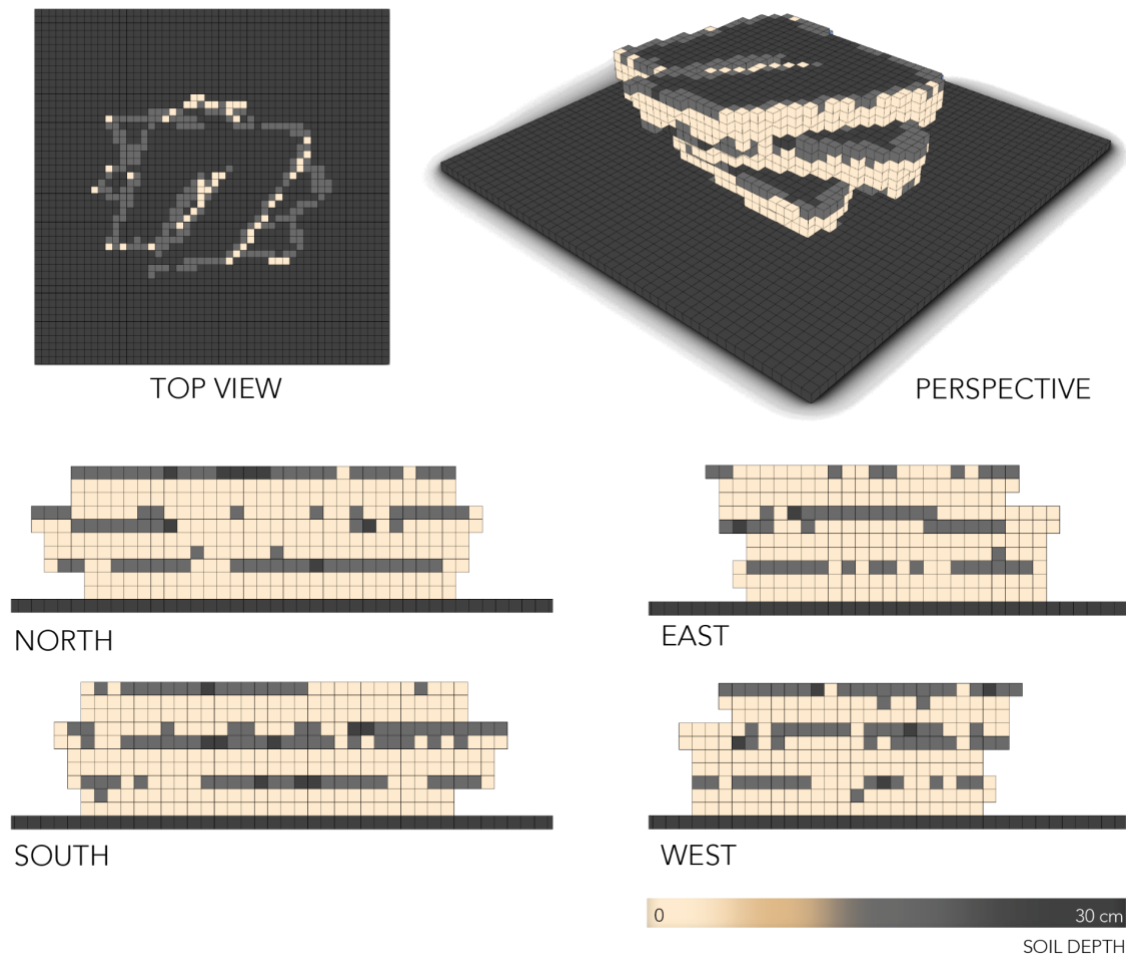 TOP VIEW
PERSPECTIVE
NORTH
EAST
SOUTH
WEST
0
30 cm
SOIL DEPTH